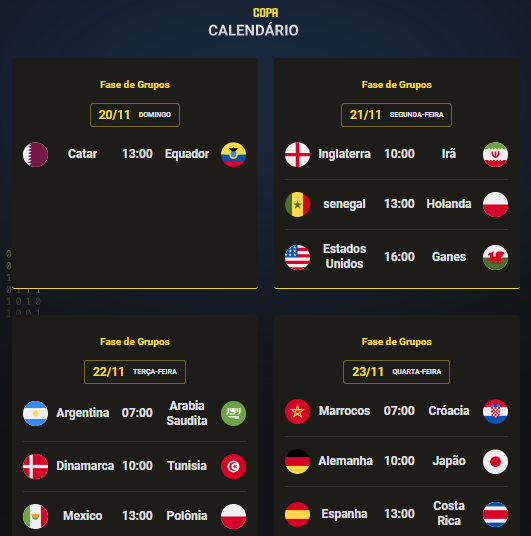 COPA
CALENDÁRIO
Fase de Grupos
20/11 DOMINGO
Catar 13:00 Equador
Fase de Grupos
21/11 SEGUNDA-FEIRA
Inglaterra 10:00 Irã
senegal 13:00 Holanda
Estados
Unidos 16:00 Ganes
Fase de Grupos
22/11 TERÇA-FEIRA
Argentina 07:00 Arabia
Saudita
Dinamarca 10:00 Tunisia
Mexico 13:00 Polônia
Fase de Grupos
23/11 QUARTA-FEIRA
Marrocos 07:00 Cróacia
Alemanha 10:00 Japão
Espanha 13:00 Costa
Rica